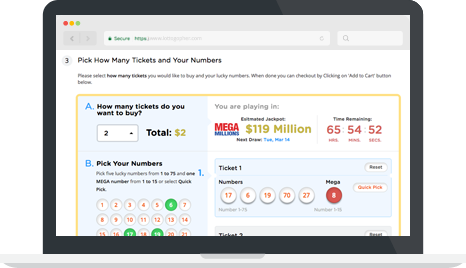 Secure https:
3 Pick How Many Tickets and Your Numbers
Please select how many tickets you would like to buy and your lucky numbers. When done you can checkout by Clicking on 'Add to Cart' button
below.
A. How many tickets do you
want to buy?
2 Total: $2
You are playing in:
MEGA
MILLIONS
Estimated Jackpot:
$119 Million
Next Draw: Tue, Mar 14
Time Remaining:
65 : 54 : 52
HRS. MINS. SECS.
B. Pick Your Numbers
Pick five lucky numbers from 1 to 75 and one
MEGA number from 1 to 15 or select Quick
Pick.
1.
1 2 3 4 5 6 7
8 9 10 11 12 13 14
15 16 17 18 19 20 21
Ticket 1 Reset
Numbers Mega
17 6 19 70 27 8 Quick Pick
Number 1-75 Number 1-15
Ticket 2 Reset